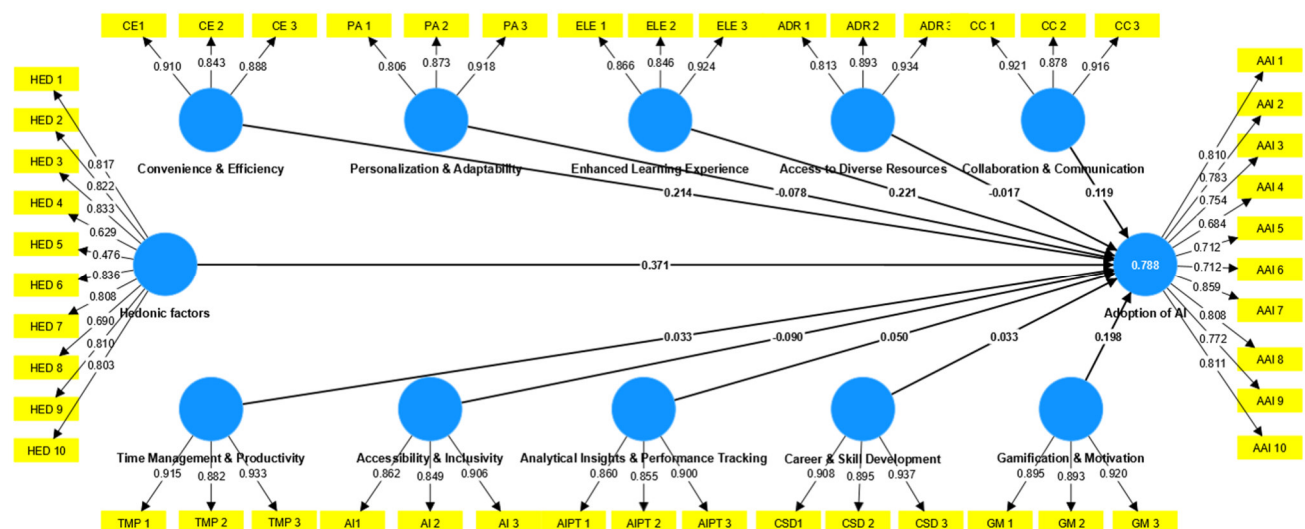 CE1 CE 2 CE 3 PA 1 PA 2 PA 3 ELE 1 ELE 2 ELE 3 ADR 1 ADR 2 ADR CC 1 CC 2 CC 3
0.910 0.843 0.888 0.806 0.873 0.918 0.866 0.846 0.924 0.813 0.893 0.934 0.921 0.878 0.916
Convenience & Efficiency Personalization & Adaptability Enhanced Learning Experience Access to Diverse Resources Collaboration & Communication
0.214 -0.078 0.221 -0.017 0.119
HED 1
HED 2
HED 3
HED 4
HED 5
HED 6
HED 7
HED 8
HED 9
HED 10
0.817
0.822
0.833
0.629
0.476
0.836
0.808
0.690
0.810
0.803
Hedonic factors
0.371
0.788
Adoption of AI
0.810
0.783
0.754
0.684
0.712
0.712
0.859
0.808
0.772
0.811
AAI 1
AAI 2
AAI 3
AAI 4
AAI 5
AAI 6
AAI 7
AAI 8
AAI 9
AAI 10
0.033 -0.090 0.050 0.033 0.198
Time Management & Productivity Accessibility & Inclusivity Analytical Insights & Performance Tracking Career & Skill Development Gamification & Motivation
0.915 0.882 0.933 0.862 0.849 0.906 0.860 0.855 0.900 0.908 0.895 0.937 0.895 0.893 0.920
TMP 1 TMP 2 TMP 3 AI1 AI 2 AI 3 AIPT 1 AIPT 2 AIPT 3 CSD1 CSD 2 CSD 3 GM 1 GM 2 GM 3